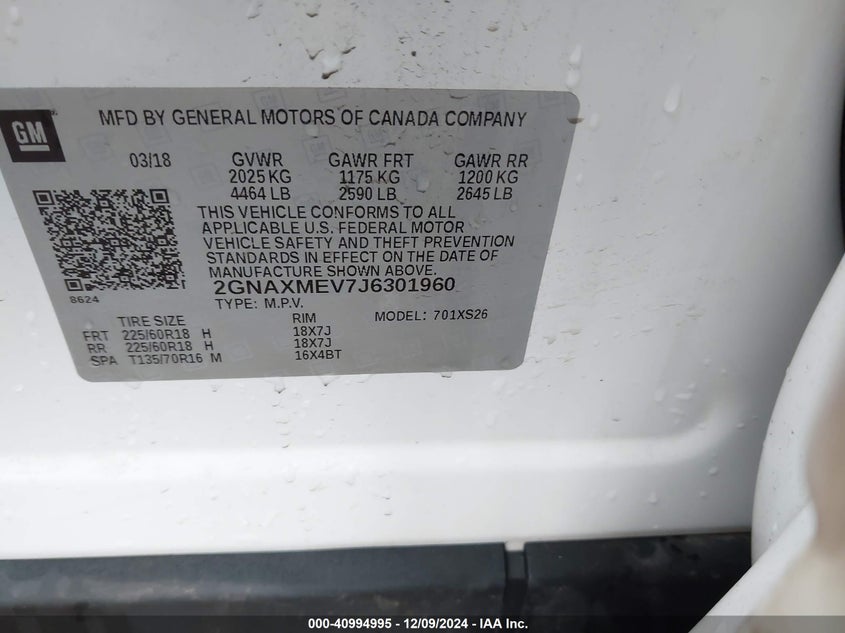 GM
MFD BY GENERAL MOTORS OF CANADA COMPANY
03/18 GVWR GAWR FRT GAWR RR
2025 KG 1175 KG 1200 KG
4464 LB 2590 LB 2645 LB
THIS VEHICLE CONFORMS TO ALL
APPLICABLE U.S. FEDERAL MOTOR
VEHICLE SAFETY AND THEFT PREVENTION
STANDARDS IN EFFECT ON THE DATE OF
MANUFACTURE SHOWN ABOVE.
8624 2GNAXMEV7J6301960
TYPE: M.P.V.
TIRE SIZE RIM MODEL: 701XS26
FRT 225/60R18 H 18X7J
RR 225/60R18 H 18X7J
SPA T135/70R16 M 16X4BT
000-40994995 - 12/09/2024 - IAA Inc.